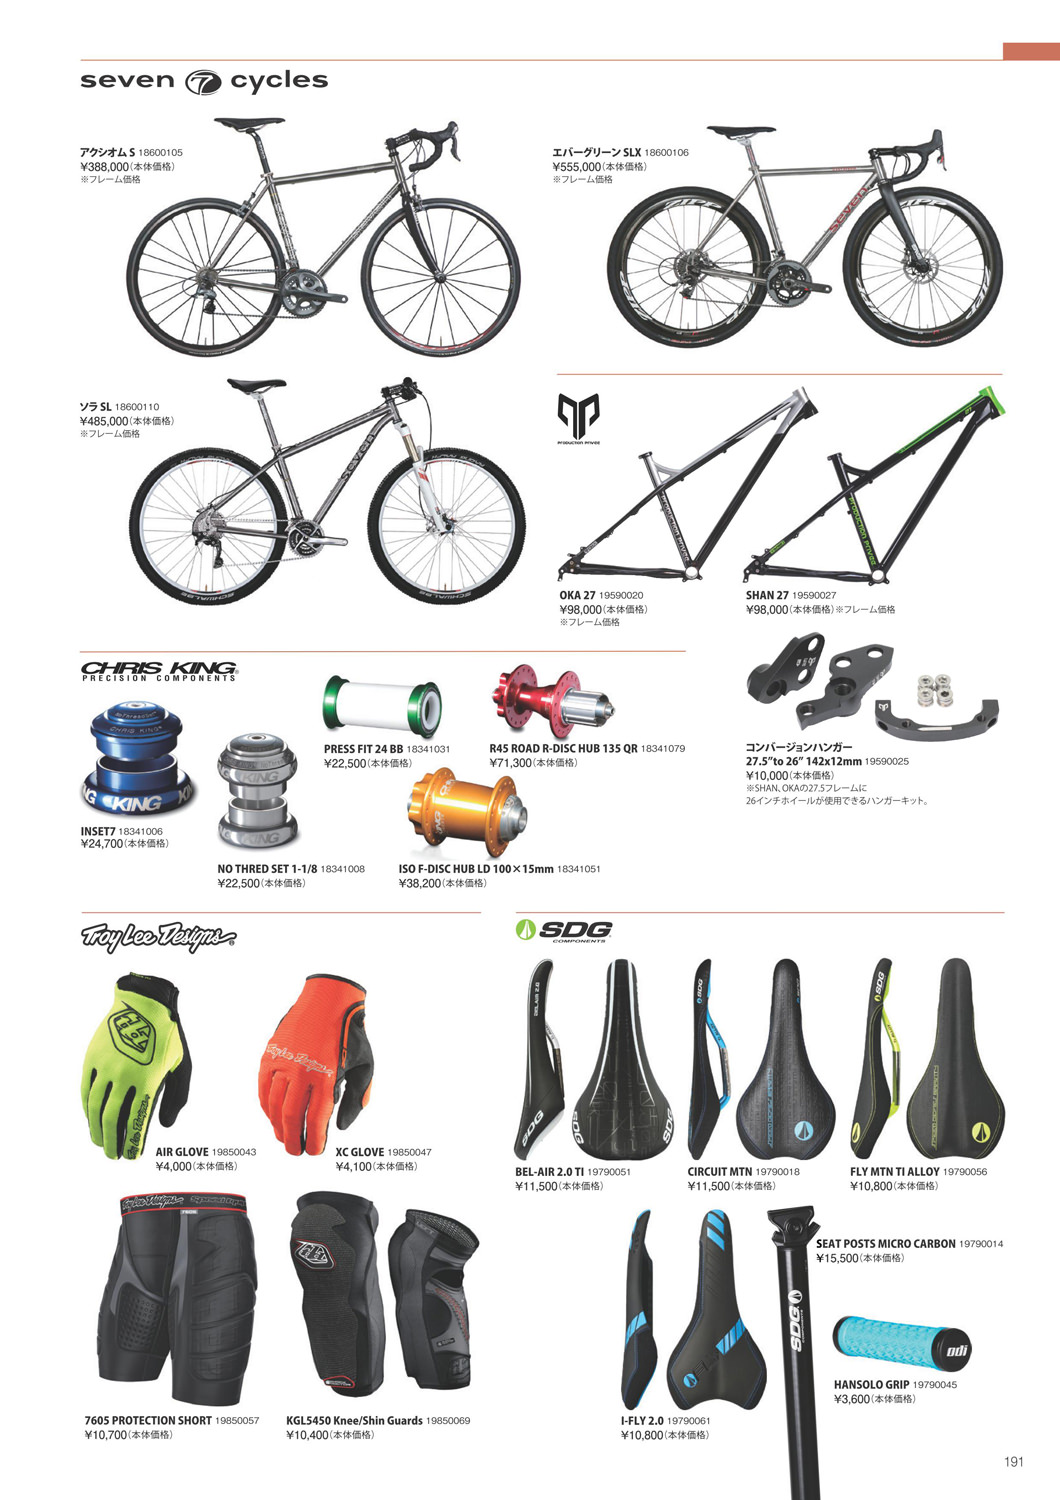 seven 7 cycles
アクシオム S 18600105
¥388,000(本体価格)
※フレーム価格
エバーグリーン SLX 18600106
¥555,000(本体価格)
※フレーム価格
ソラ SL 18600110
¥485,000(本体価格)
※フレーム価格
seven
PRODUCTION PRIVEE
OKA 27 19590020
¥98,000(本体価格)
※フレーム価格
SHAN 27 19590027
¥98,000(本体価格)※フレーム価格
コンバージョンハンガー
27.5”to 26” 142x12mm 19590025
¥10,000(本体価格)
※SHAN、OKAの27.5フレームに
26インチホイールが使用できるハンガーキット。
CHRIS KING®
PRECISION COMPONENTS
INSET7 18341006
¥24,700(本体価格)
NO THRED SET 1-1/8 18341008
¥22,500(本体価格)
PRESS FIT 24 BB 18341031
¥22,500(本体価格)
R45 ROAD R-DISC HUB 135 QR 18341079
¥71,300(本体価格)
ISO F-DISC HUB LD 100×15mm 18341051
¥38,200(本体価格)
Troy Lee Designs®
AIR GLOVE 19850043
¥4,000(本体価格)
XC GLOVE 19850047
¥4,100(本体価格)
7605 PROTECTION SHORT 19850057
¥10,700(本体価格)
KGL5450 Knee/Shin Guards 19850069
¥10,400(本体価格)
SDG
COMPONENTS
BEL-AIR 2.0 TI 19790051
¥11,500(本体価格)
CIRCUIT MTN 19790018
¥11,500(本体価格)
FLY MTN TI ALLOY 19790056
¥10,800(本体価格)
I-FLY 2.0 19790061
¥10,800(本体価格)
SEAT POSTS MICRO CARBON 19790014
¥15,500(本体価格)
SDG
odi
HANSOLO GRIP 19790045
¥3,600(本体価格)
191